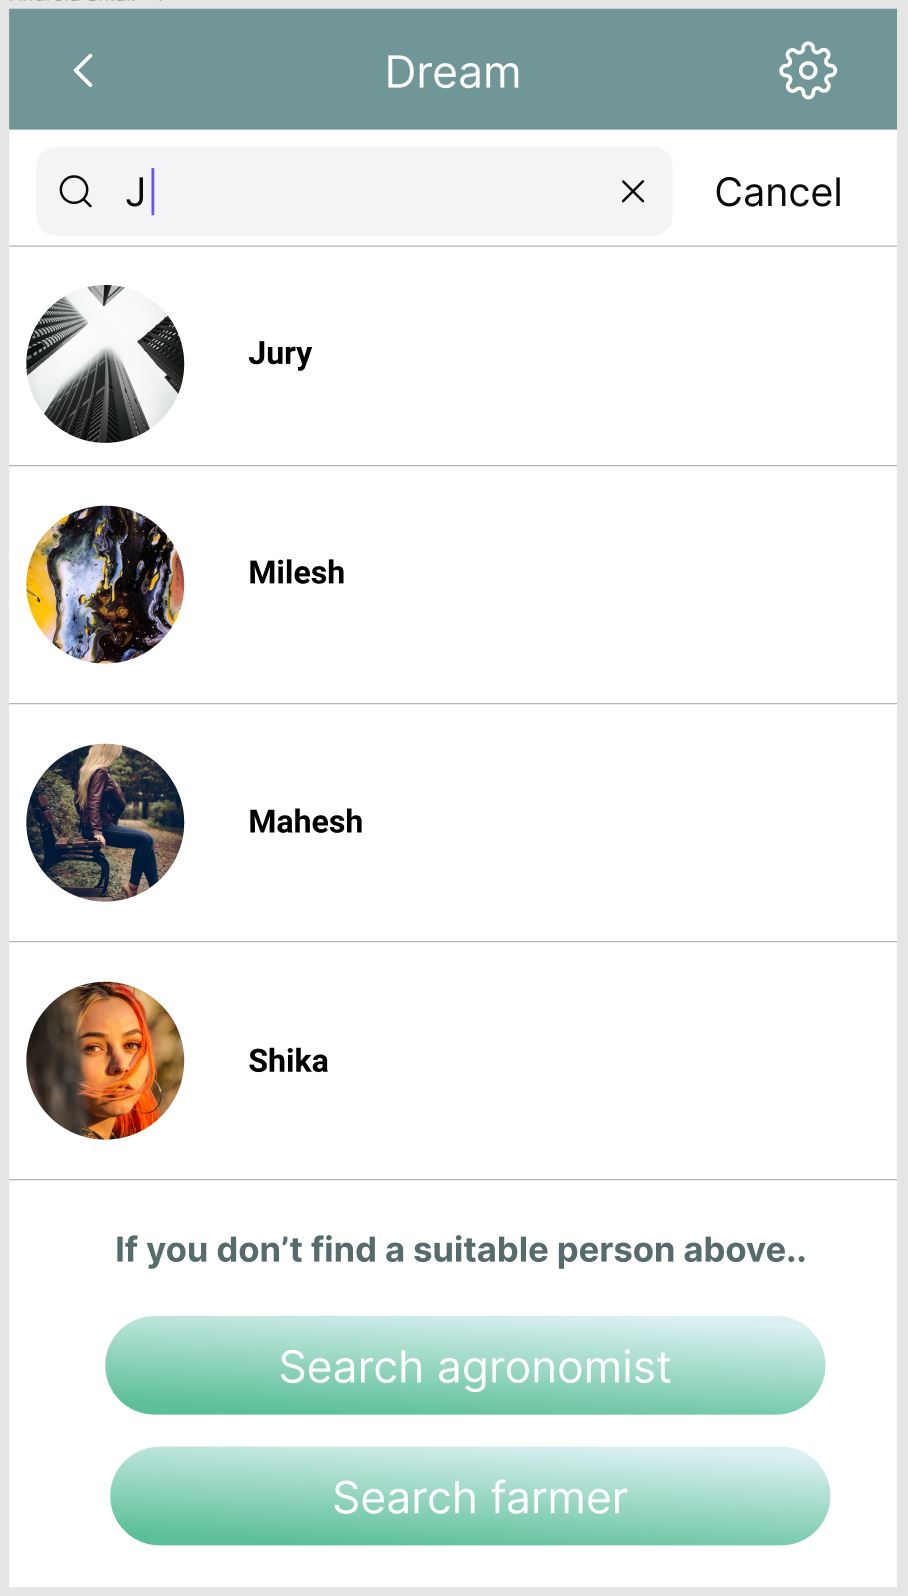 Dream
J
Cancel
Jury
Milesh
Mahesh
Shika
If you don’t find a suitable person above..
Search agronomist
Search farmer